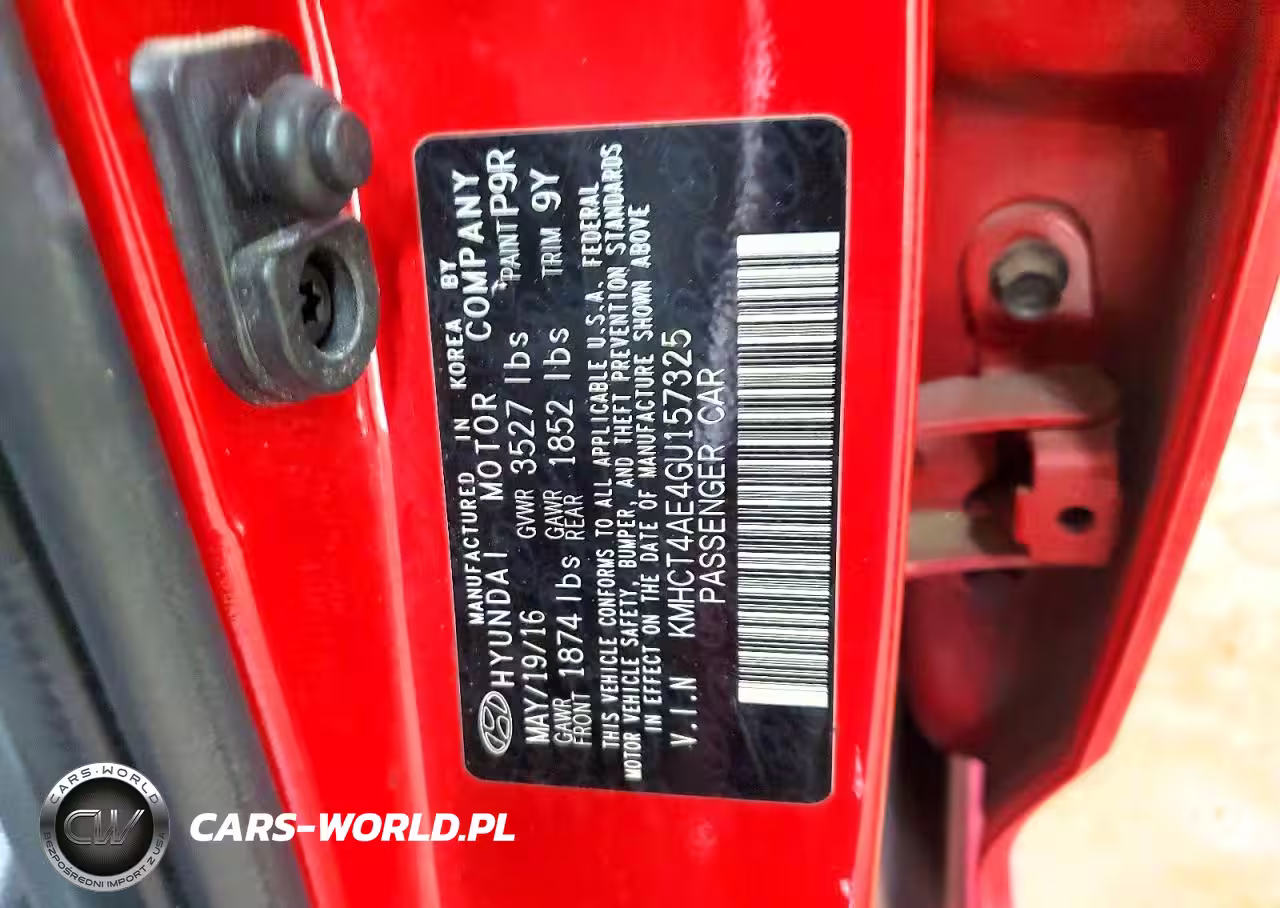 MANUFACTURED IN KOREA BY
HYUNDAI MOTOR COMPANY
MAY/19/16 GVWR 3527 lbs PAINT P9R
GAWR FRONT 1874 lbs GAWR REAR 1852 lbs TRIM 9Y
THIS VEHICLE CONFORMS TO ALL APPLICABLE U.S.A. FEDERAL
MOTOR VEHICLE SAFETY, BUMPER, AND THEFT PREVENTION STANDARDS
IN EFFECT ON THE DATE OF MANUFACTURE SHOWN ABOVE
V.I.N KMHCT4AE4GU157325
PASSENGER CAR
CARS-WORLD
CW
BEZPOŚREDNI IMPORT Z USA
CARS-WORLD.PL